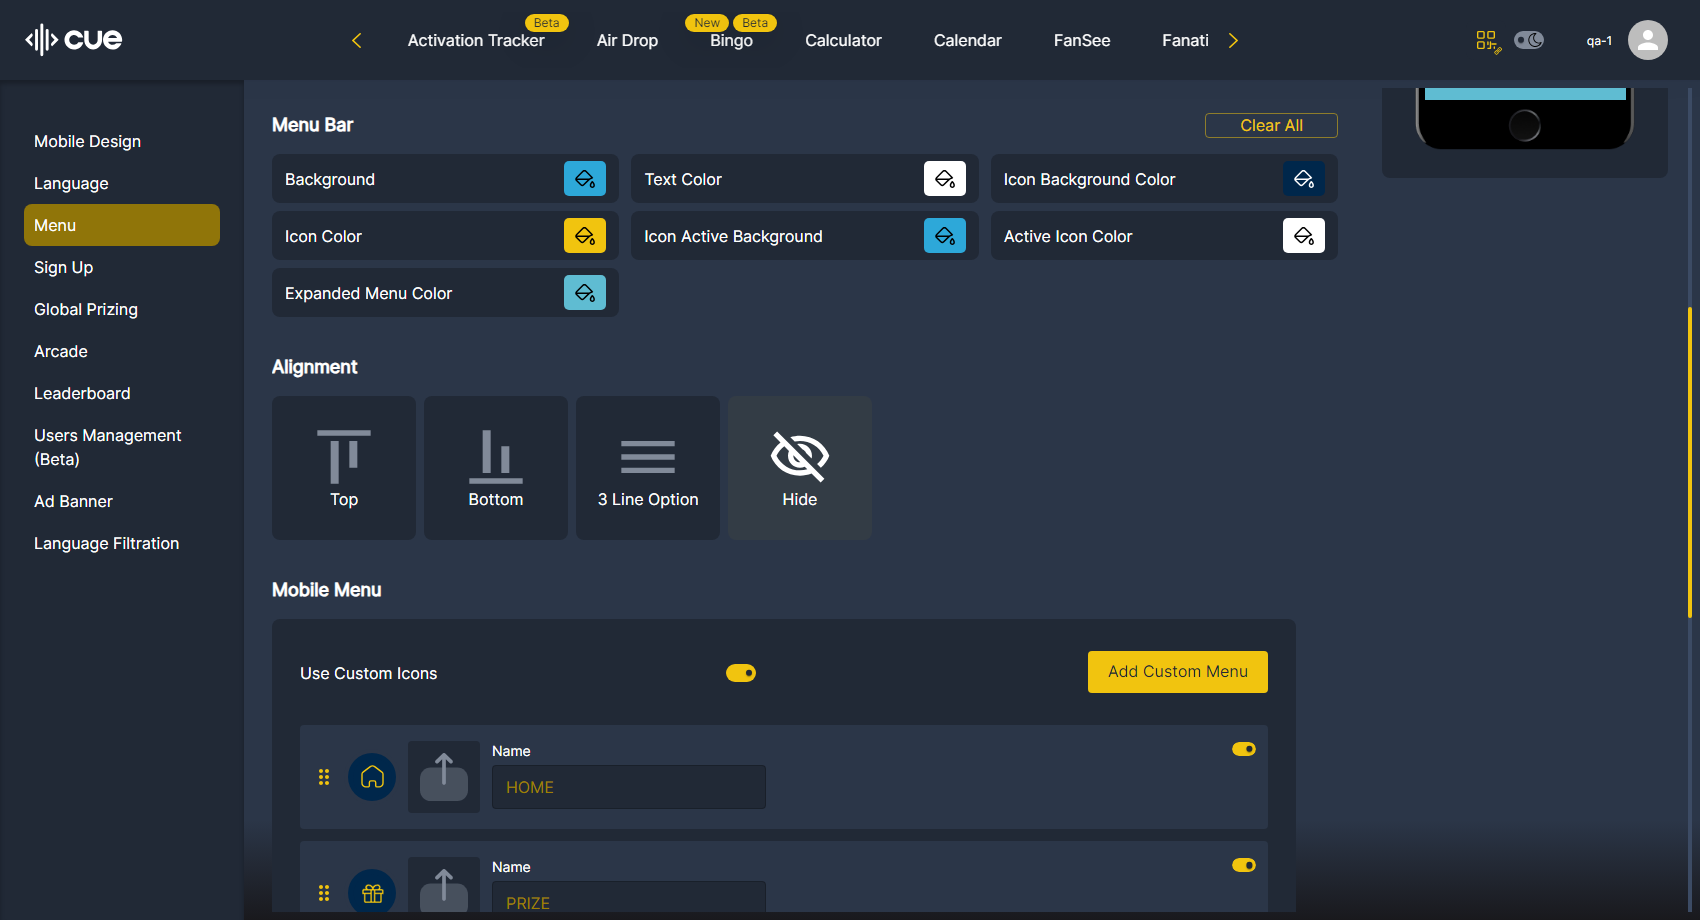 cue
Activation Tracker
Beta
Air Drop
New
Beta
Bingo
Calculator
Calendar
FanSee
Fanati
qa-1
Mobile Design
Language
Menu
Sign Up
Global Prizing
Arcade
Leaderboard
Users Management
(Beta)
Ad Banner
Language Filtration
Menu Bar
Clear All
Background
Text Color
Icon Background Color
Icon Color
Icon Active Background
Active Icon Color
Expanded Menu Color
Alignment
Top
Bottom
3 Line Option
Hide
Mobile Menu
Use Custom Icons
Add Custom Menu
Name
HOME
Name
PRIZE